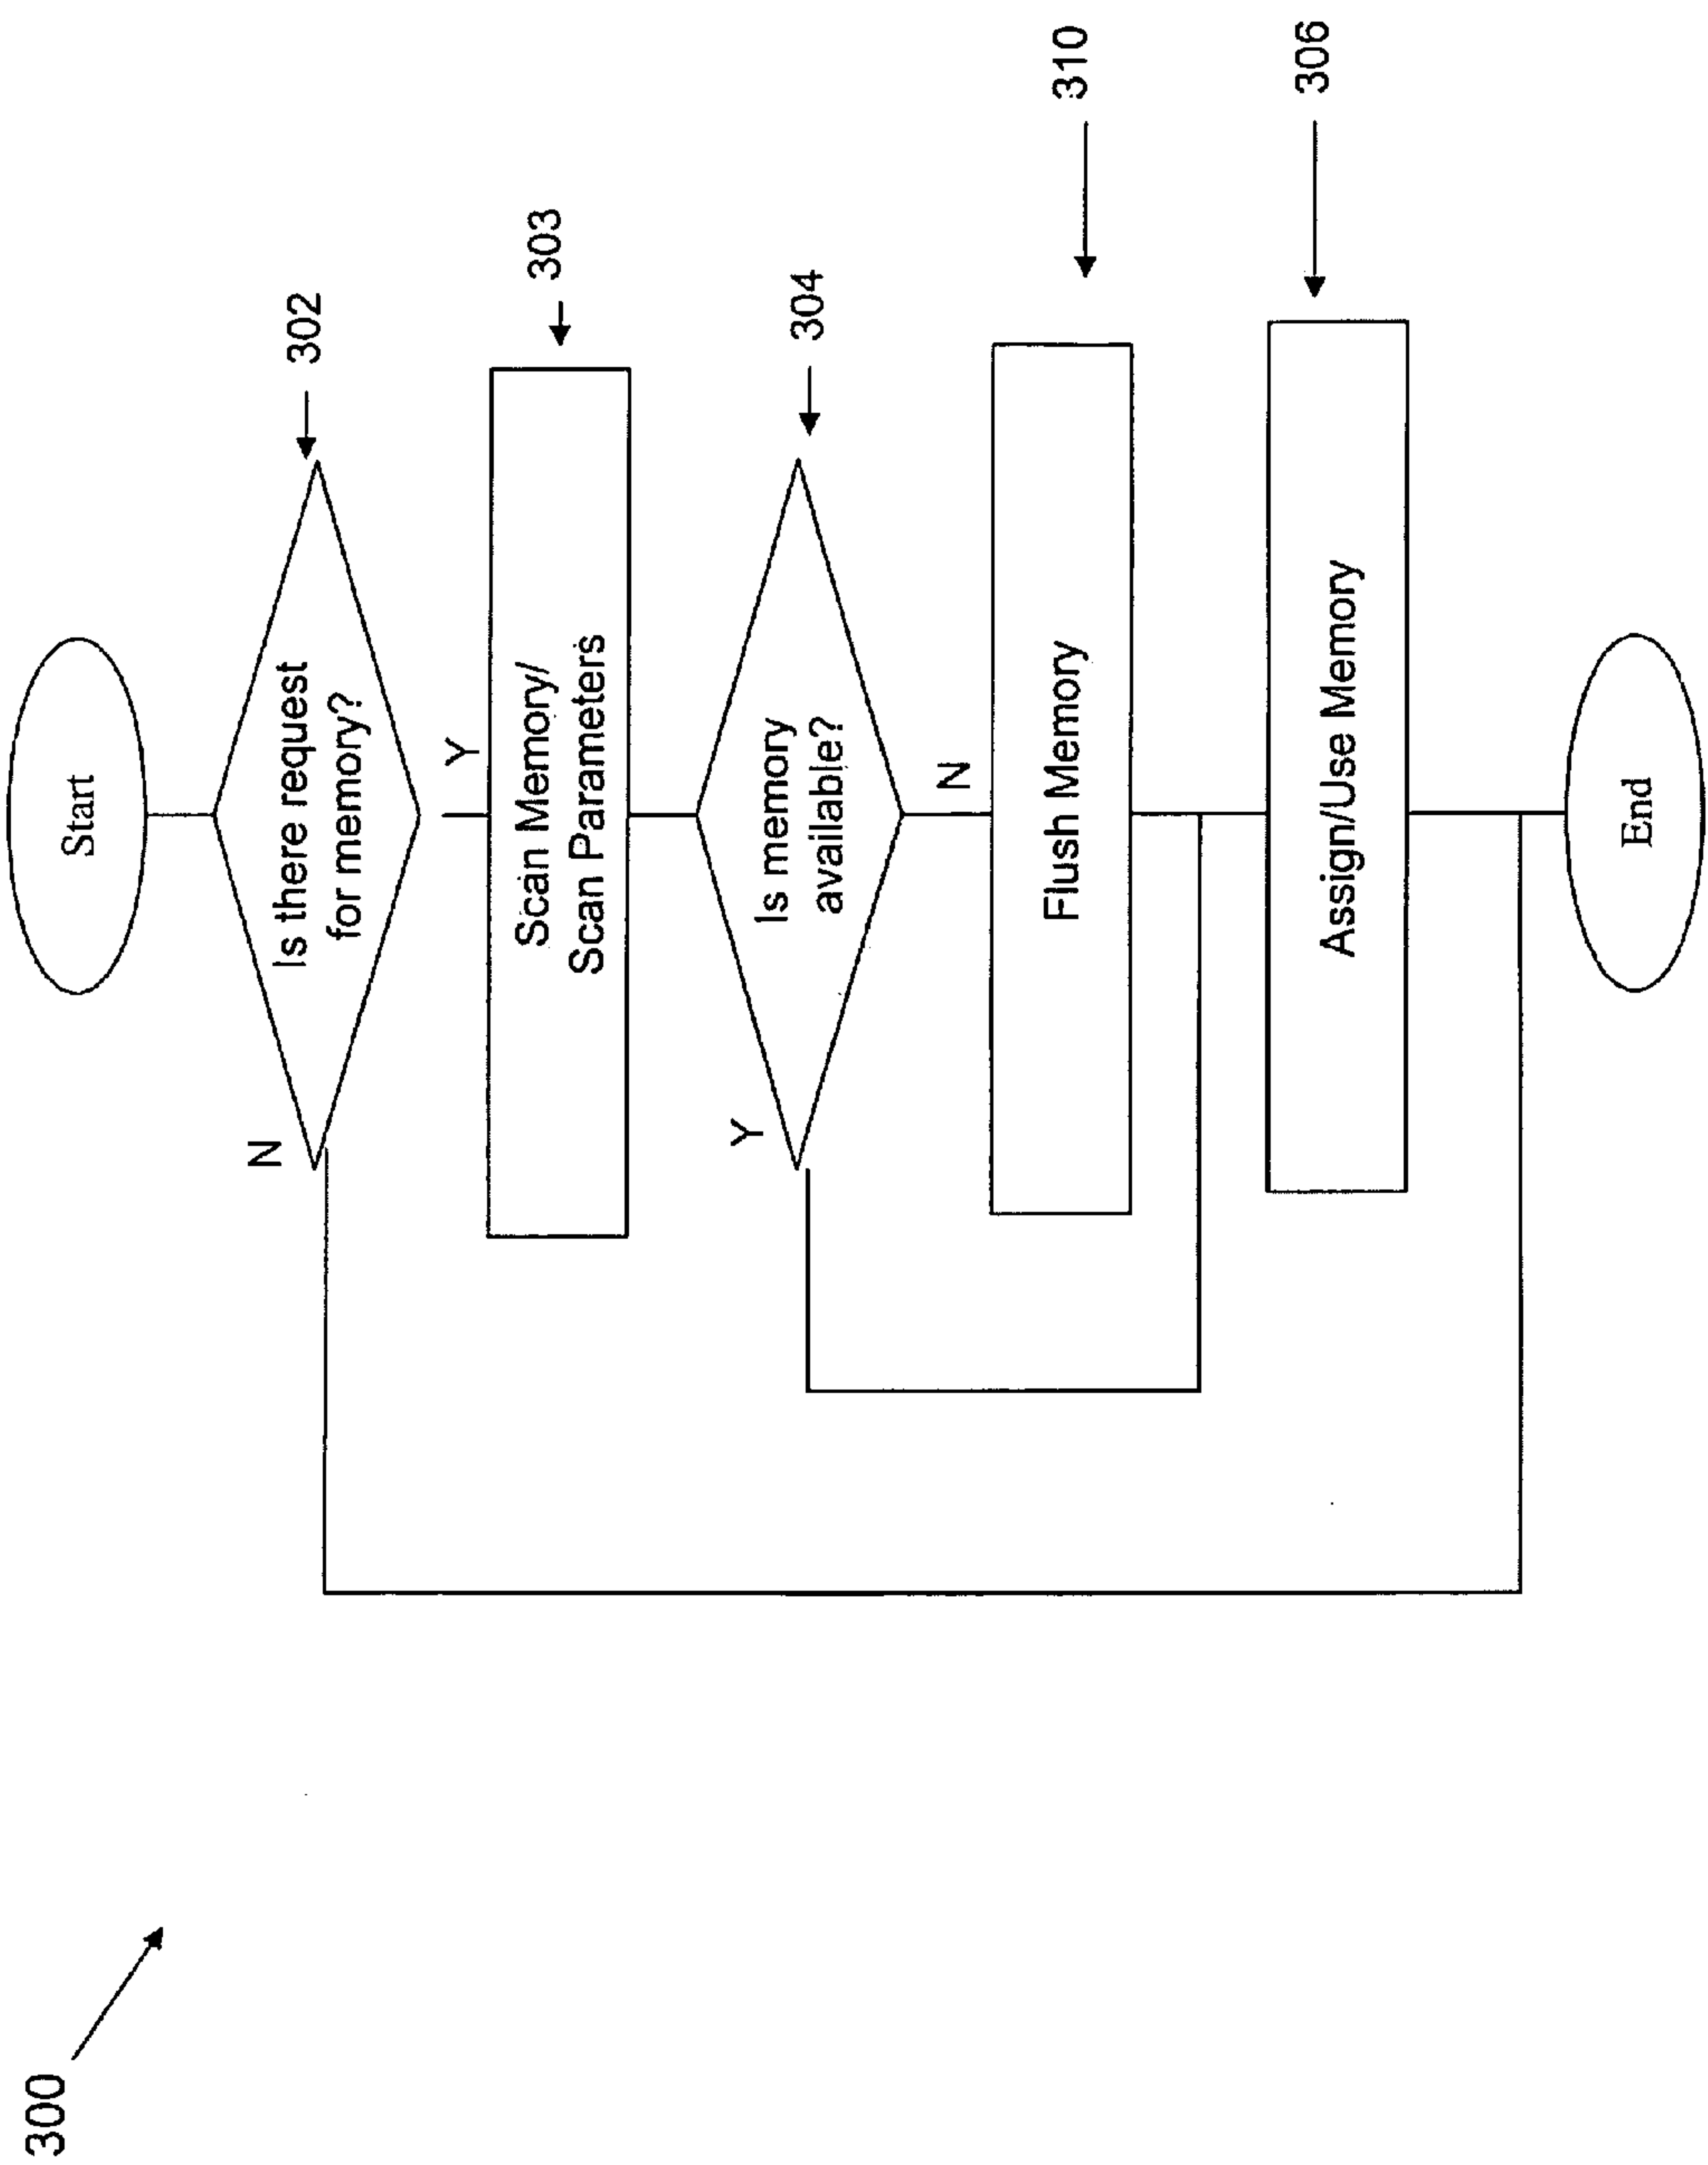 300
Start
Is there request
for memory?
302
N
Y
Scan Memory/
Scan Parameters
303
Is memory
available?
304
Y
N
Flush Memory
310
Assign/Use Memory
306
End